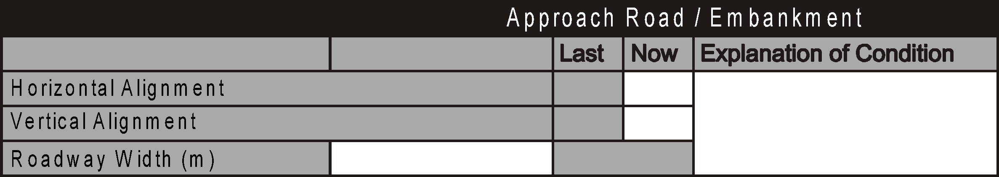 Approach Road / Embankment
Last Now Explanation of Condition
Horizontal Alignment
Vertical Alignment
Roadway Width (m)